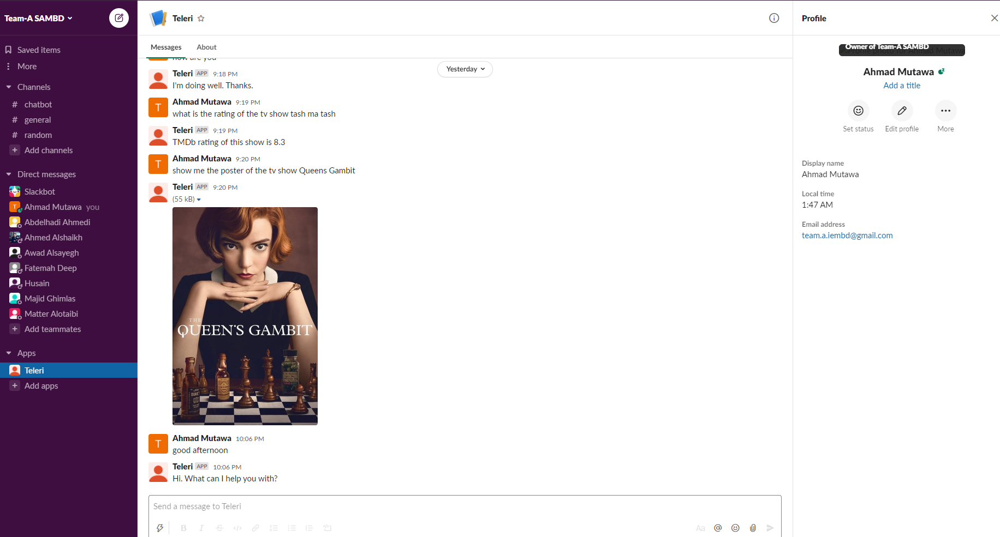 Team-A SAMBD
Saved items
More
Channels
# chatbot
# general
# random
+ Add channels
Direct messages
Slackbot
T Ahmad Mutawa you
Abdelhadi Ahmedi
Ahmed Alshaikh
Awad Alsayegh
Fatemah Deep
Husain
Majid Ghimlas
Matter Alotaibi
+ Add teammates
Apps
Teleri
+ Add apps
Teleri
Messages About
how are you
Yesterday
Teleri APP 9:18 PM
I'm doing well. Thanks.
T Ahmad Mutawa 9:19 PM
what is the rating of the tv show tash ma tash
Teleri APP 9:19 PM
TMDb rating of this show is 8.3
T Ahmad Mutawa 9:20 PM
show me the poster of the tv show Queens Gambit
Teleri APP 9:20 PM
(55 kB)
THE
QUEEN'S GAMBIT
T Ahmad Mutawa 10:06 PM
good afternoon
Teleri APP 10:06 PM
Hi. What can I help you with?
Send a message to Teleri
B I S </> Aa @
Profile
Owner of Team-A SAMBD
Ahmad Mutawa
Add a title
Set status Edit profile More
Display name
Ahmad Mutawa
Local time
1:47 AM
Email address
team.a.iembd@gmail.com